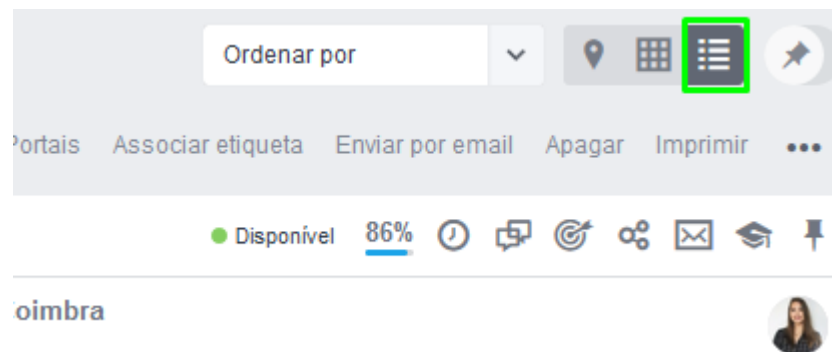 Ordenar por
Portais Associar etiqueta Enviar por email Apagar Imprimir
Disponível 86%
oimbra